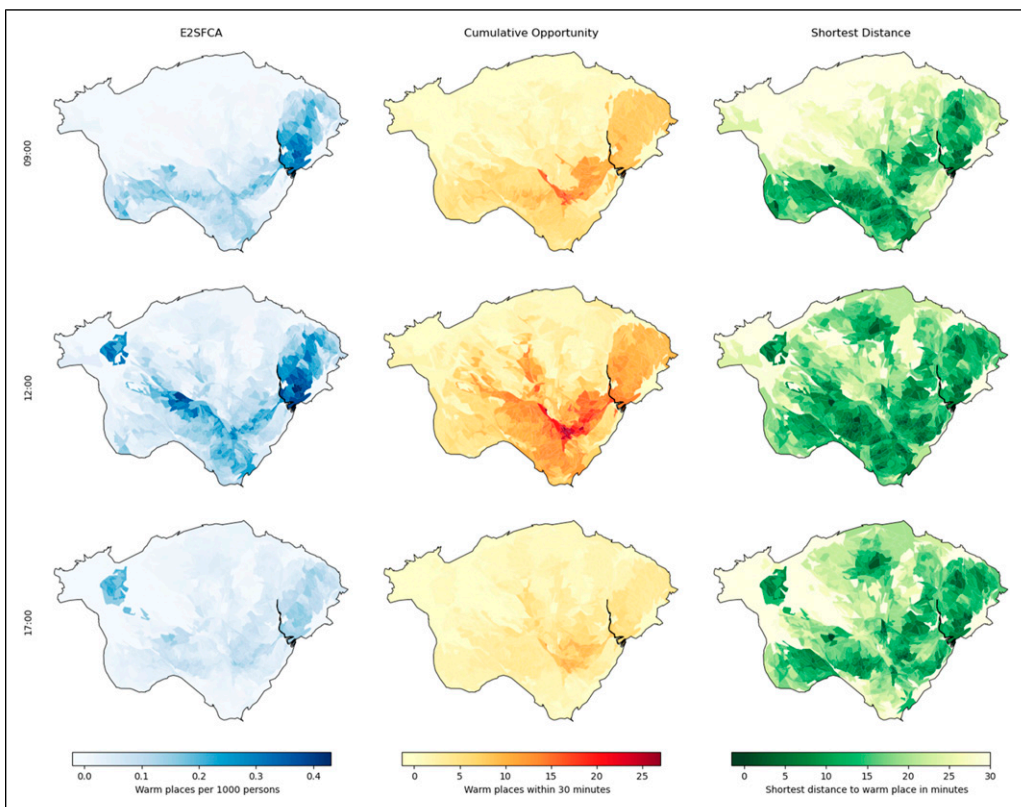 E2SFCA
Cumulative Opportunity
Shortest Distance
09:00
12:00
17:00
0.0 0.1 0.2 0.3 0.4
Warm places per 1000 persons
0 5 10 15 20 25
Warm places within 30 minutes
0 5 10 15 20 25 30
Shortest distance to warm place in minutes